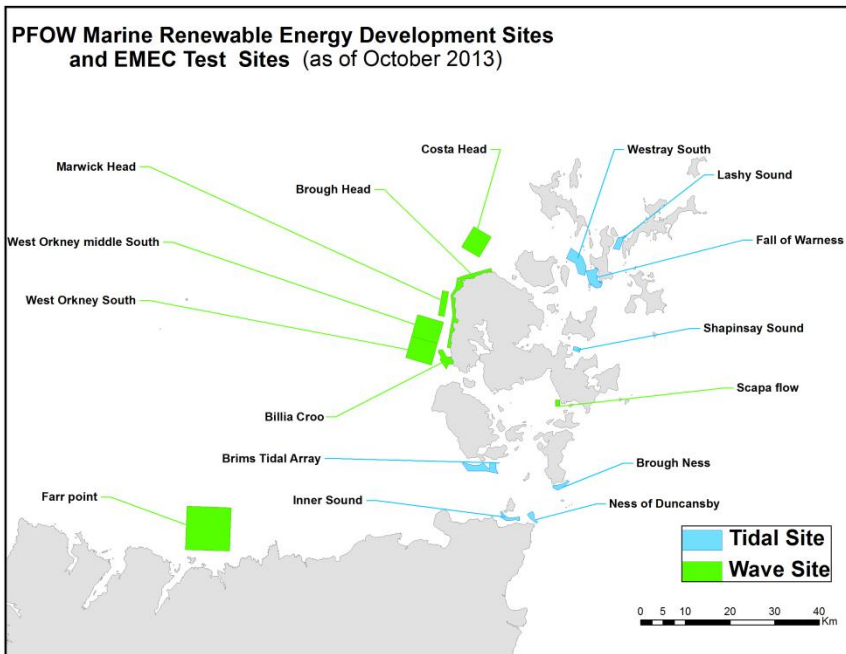 PFOW Marine Renewable Energy Development Sites
and EMEC Test Sites (as of October 2013)
Costa Head
Westray South
Marwick Head
Lashy Sound
Brough Head
West Orkney middle South
Fall of Warness
West Orkney South
Shapinsay Sound
Scapa flow
Billia Croo
Brims Tidal Array
Brough Ness
Farr point
Inner Sound
Ness of Duncansby
Tidal Site
Wave Site
0 5 10 20 30 40
Km